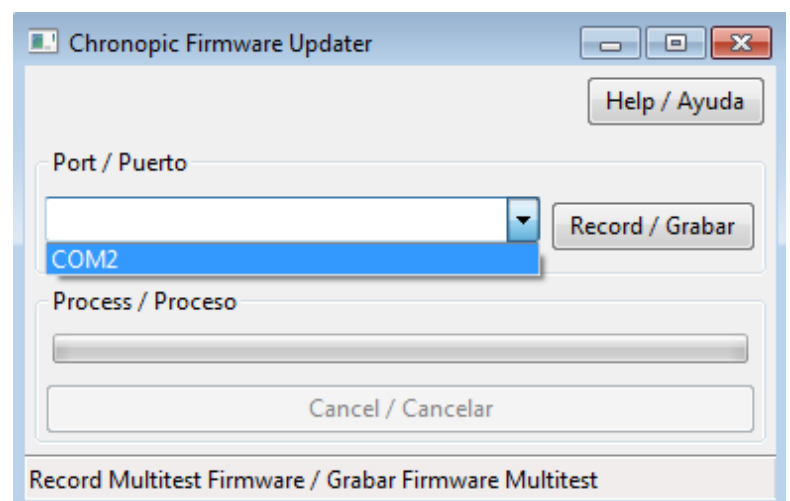 Chronopic Firmware Updater
Help / Ayuda
Port / Puerto
Record / Grabar
COM2
Process / Proceso
Cancel / Cancelar
Record Multitest Firmware / Grabar Firmware Multitest